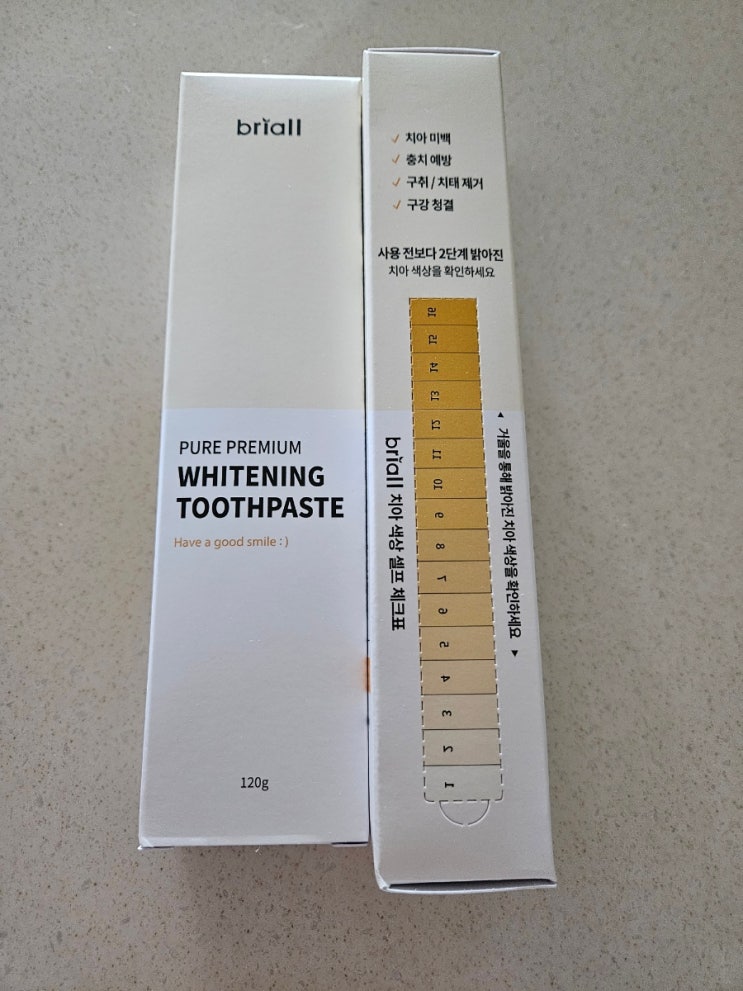 briall
PURE PREMIUM
WHITENING
TOOTHPASTE
Have a good smile : )
120g
✓ 치아 미백
✓ 충치 예방
✓ 구취 / 치태 제거
✓ 구강 청결
사용 전보다 2단계 밝아진
치아 색상을 확인하세요
16
15
14
13
12
11
10
9
8
7
6
5
4
3
2
1
briall 치아 색상 셀프 체크표
◀ 거울을 통해 밝아진 치아 색상을 확인하세요 ▶